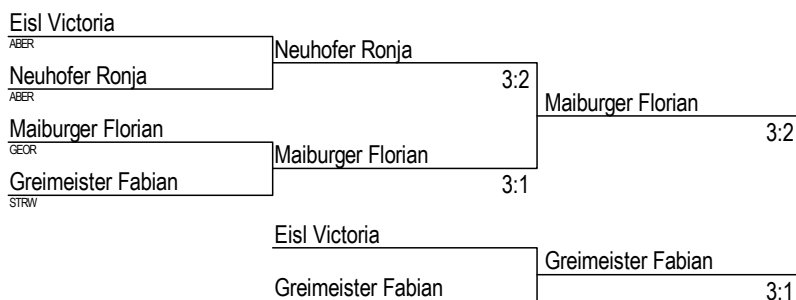 Eisl Victoria
ABER
Neuhofer Ronja
Neuhofer Ronja
ABER
3:2
Maiburger Florian
Maiburger Florian
GEOR
3:2
Maiburger Florian
Greimeister Fabian
STRW
3:1
Eisl Victoria
Greimeister Fabian
Greimeister Fabian
3:1